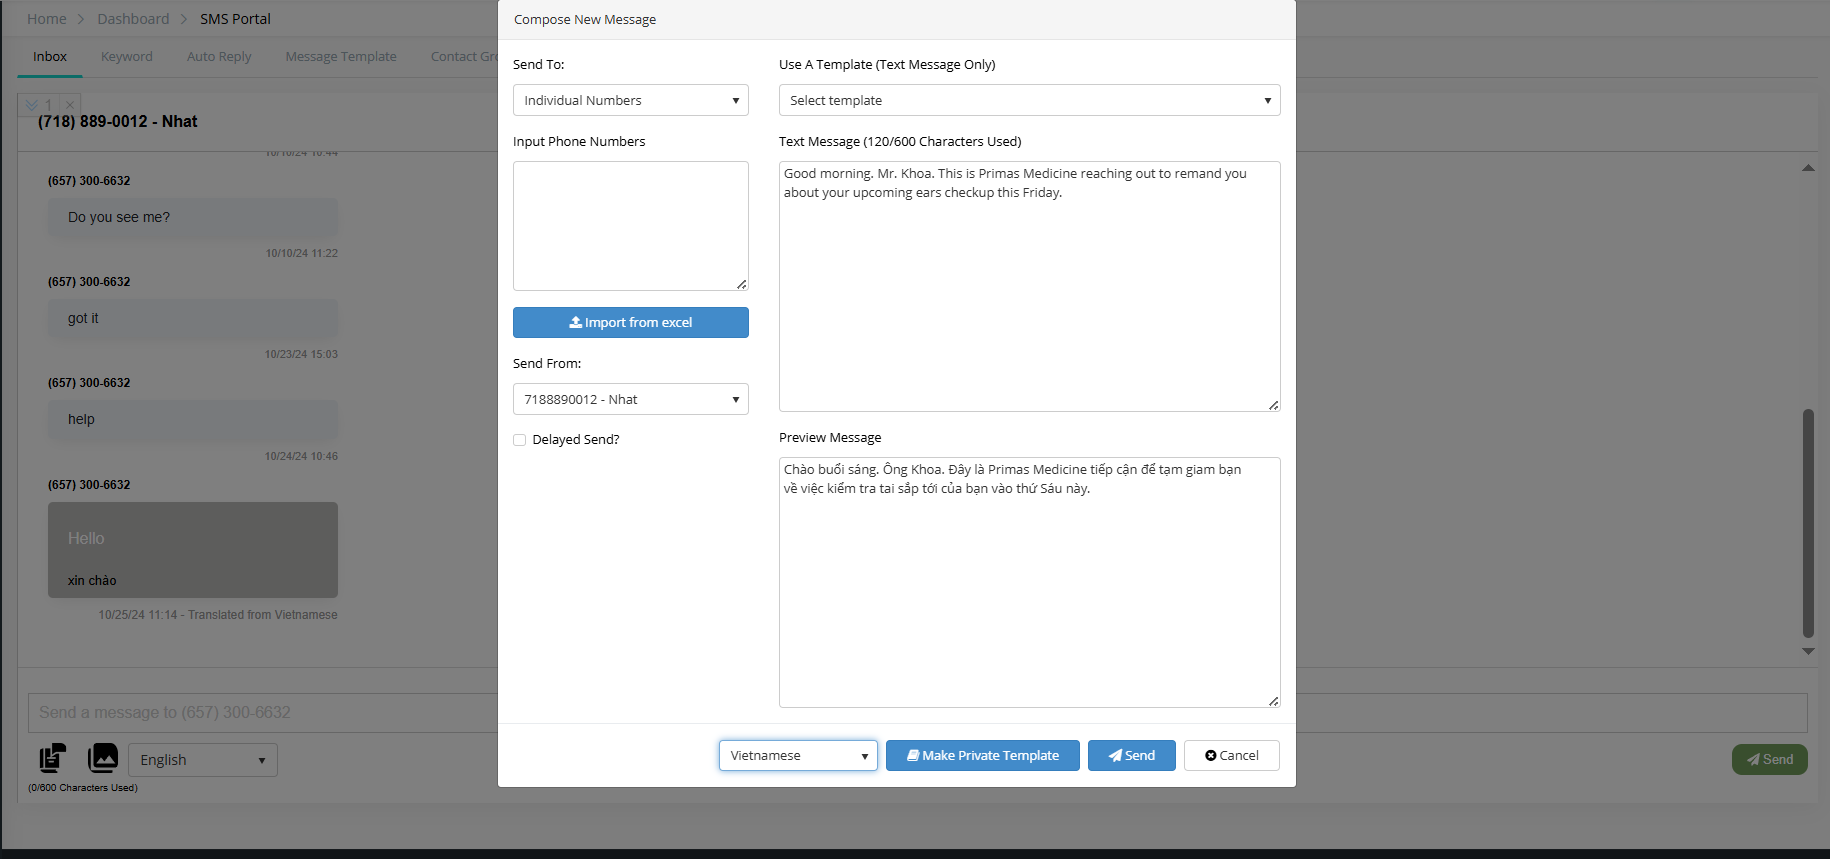 Home > Dashboard > SMS Portal
Inbox Keyword Auto Reply Message Template Contact Gro
1 ×
(718) 889-0012 - Nhat
10/10/24 10:44
(657) 300-6632
Do you see me?
10/10/24 11:22
(657) 300-6632
got it
10/23/24 15:03
(657) 300-6632
help
10/24/24 10:46
(657) 300-6632
Hello
xin chào
10/25/24 11:14 - Translated from Vietnamese
Send a message to (657) 300-6632
English
(0/600 Characters Used)
Send
Compose New Message
Send To:
Individual Numbers
Input Phone Numbers
Import from excel
Send From:
7188890012 - Nhat
Delayed Send?
Use A Template (Text Message Only)
Select template
Text Message (120/600 Characters Used)
Good morning. Mr. Khoa. This is Primas Medicine reaching out to remand you
about your upcoming ears checkup this Friday.
Preview Message
Chào buổi sáng. Ông Khoa. Đây là Primas Medicine tiếp cận để tạm giam bạn
về việc kiểm tra tai sắp tới của bạn vào thứ Sáu này.
Vietnamese Make Private Template Send Cancel